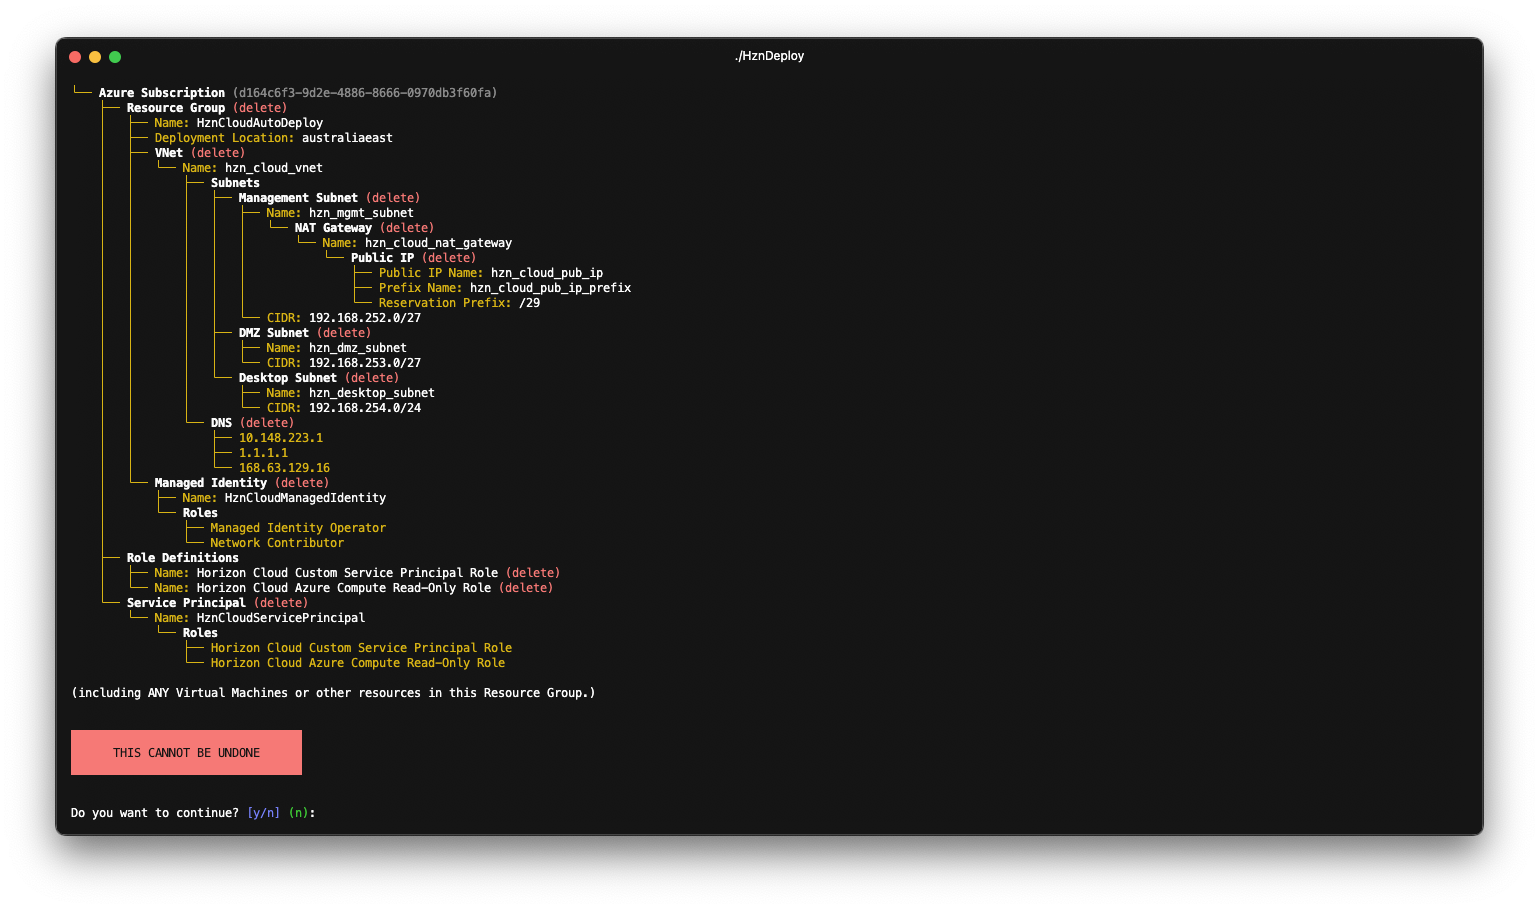 ./HznDeploy
Azure Subscription (d164c6f3-9d2e-4886-8666-0970db3f60fa)
Resource Group (delete)
Name: HznCloudAutoDeploy
Deployment Location: australiaeast
VNet (delete)
Name: hzn_cloud_vnet
Subnets
Management Subnet (delete)
Name: hzn_mgmt_subnet
NAT Gateway (delete)
Name: hzn_cloud_nat_gateway
Public IP (delete)
Public IP Name: hzn_cloud_pub_ip
Prefix Name: hzn_cloud_pub_ip_prefix
Reservation Prefix: /29
CIDR: 192.168.252.0/27
DMZ Subnet (delete)
Name: hzn_dmz_subnet
CIDR: 192.168.253.0/27
Desktop Subnet (delete)
Name: hzn_desktop_subnet
CIDR: 192.168.254.0/24
DNS (delete)
10.148.223.1
1.1.1.1
168.63.129.16
Managed Identity (delete)
Name: HznCloudManagedIdentity
Roles
Managed Identity Operator
Network Contributor
Role Definitions
Name: Horizon Cloud Custom Service Principal Role (delete)
Name: Horizon Cloud Azure Compute Read-Only Role (delete)
Service Principal (delete)
Name: HznCloudServicePrincipal
Roles
Horizon Cloud Custom Service Principal Role
Horizon Cloud Azure Compute Read-Only Role
(including ANY Virtual Machines or other resources in this Resource Group.)
THIS CANNOT BE UNDONE
Do you want to continue? [y/n] (n):